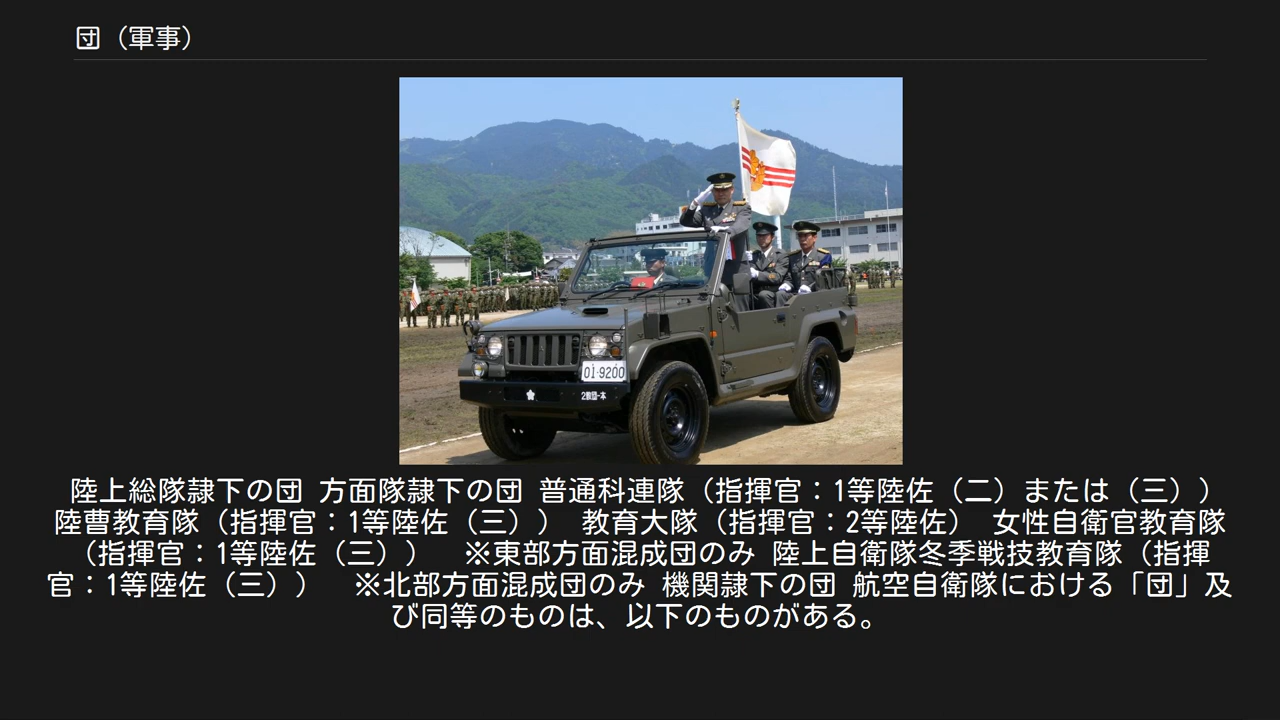 団（軍事）
01-9200
2教団-本
陸上総隊隷下の団 方面隊隷下の団 普通科連隊（指揮官：1等陸佐（二）または（三））
陸曹教育隊（指揮官：1等陸佐（三）） 教育大隊（指揮官：2等陸佐） 女性自衛官教育隊
（指揮官：1等陸佐（三）） ※東部方面混成団のみ 陸上自衛隊冬季戦技教育隊（指揮
官：1等陸佐（三）） ※北部方面混成団のみ 機関隷下の団 航空自衛隊における「団」及
び同等のものは、以下のものがある。